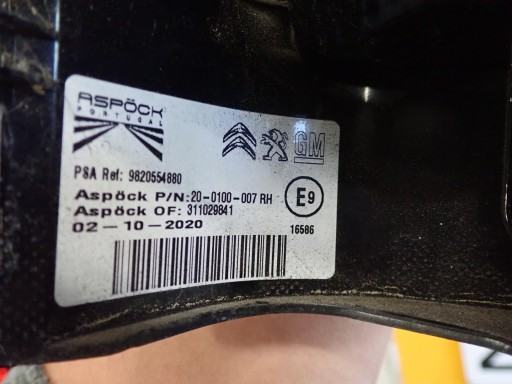 ASPÖCK
PORTUGAL
GM
PSA Ref: 9820554880
Aspöck P/N: 20-0100-007 RH
Aspöck OF: 311029841
E9
02-10-2020
16586